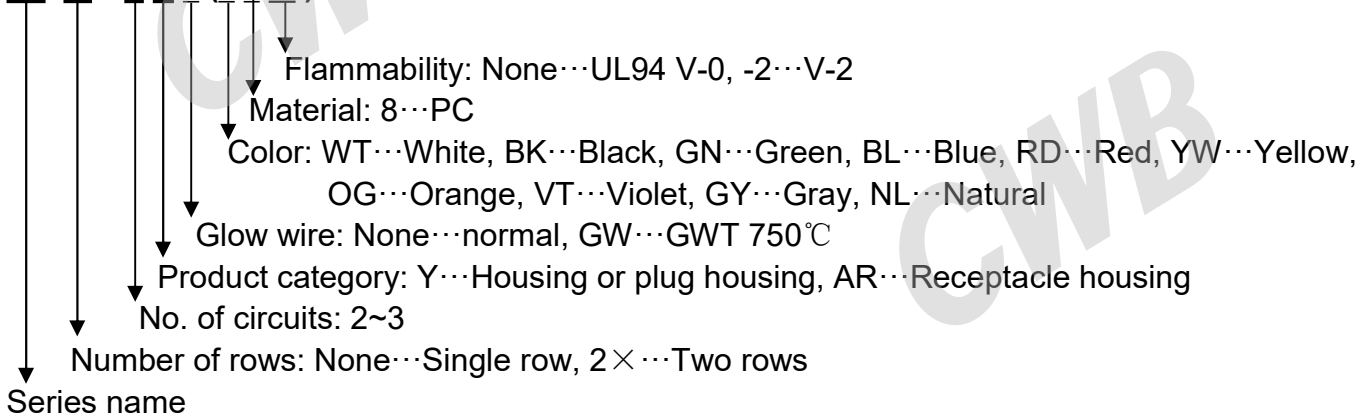 Flammability: None⋯UL94 V-0, -2⋯V-2
Material: 8⋯PC
Color: WT⋯White, BK⋯Black, GN⋯Green, BL⋯Blue, RD⋯Red, YW⋯Yellow,
OG⋯Orange, VT⋯Violet, GY⋯Gray, NL⋯Natural
Glow wire: None⋯normal, GW⋯GWT 750℃
Product category: Y⋯Housing or plug housing, AR⋯Receptacle housing
No. of circuits: 2~3
Number of rows: None⋯Single row, 2×⋯Two rows
Series name
CWB